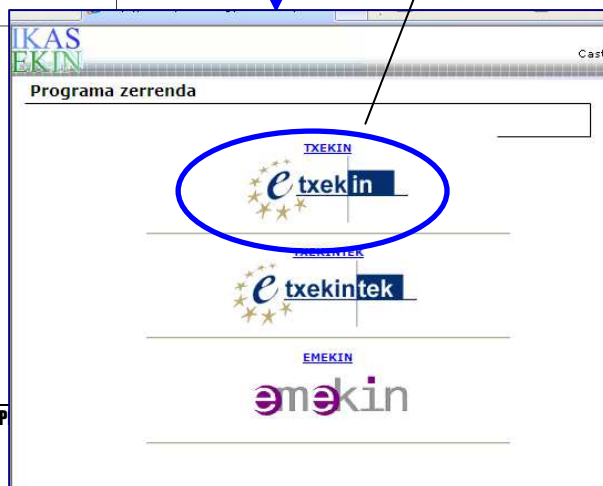 IKAS
EKIN
Cast
Programa zerrenda
TXEKIN
e txekin
TXEKINTEK
e txekintek
EMEKIN
emekin
P